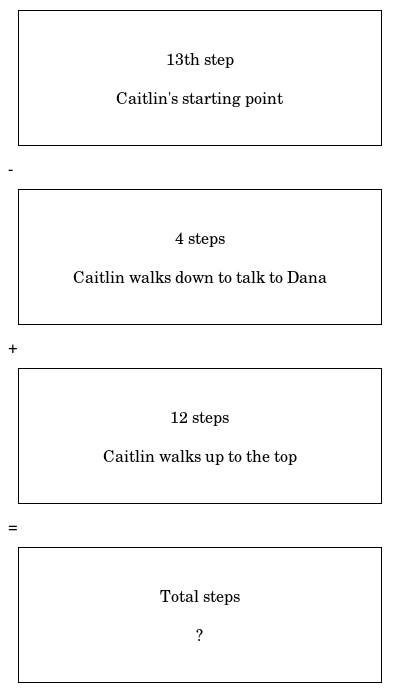 13th step
Caitlin's starting point
-
4 steps
Caitlin walks down to talk to Dana
+
12 steps
Caitlin walks up to the top
=
Total steps
?